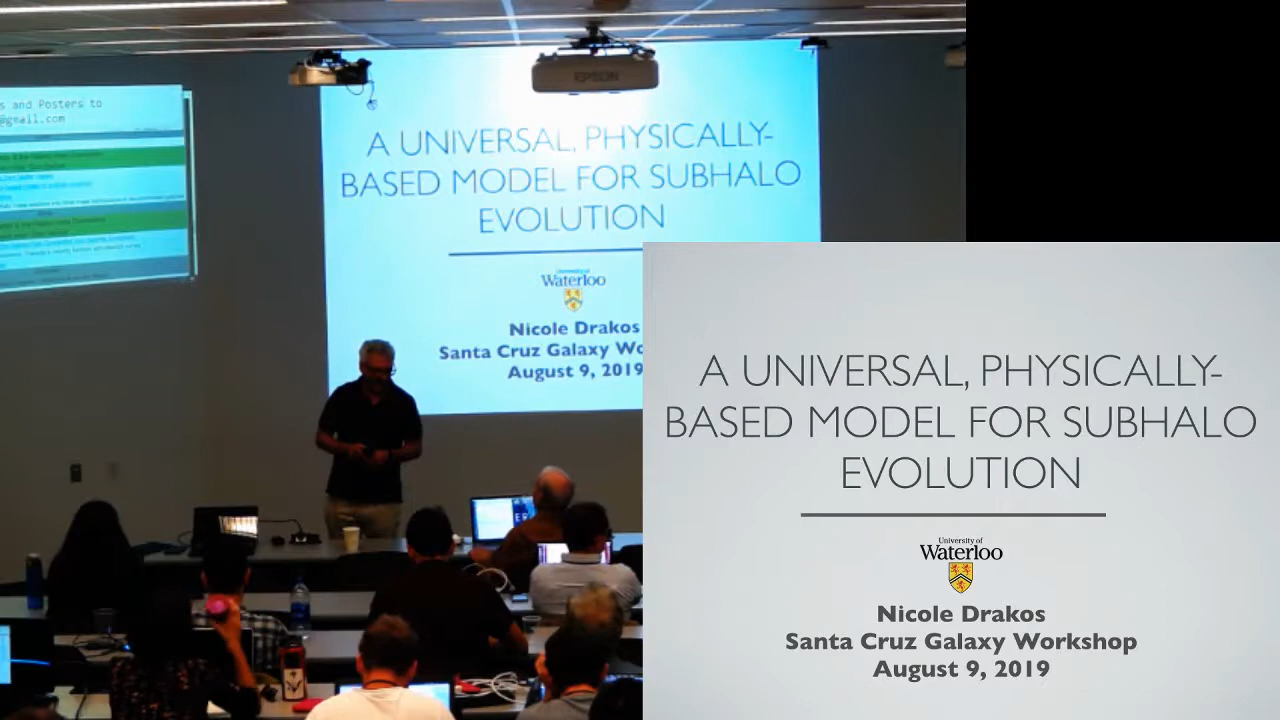 s and Posters to
@gmail.com
EPSON
A UNIVERSAL, PHYSICALLY-
BASED MODEL FOR SUBHALO
EVOLUTION
University of
Waterloo
Nicole Drakos
Santa Cruz Galaxy Wo
August 9, 2019
A UNIVERSAL, PHYSICALLY-
BASED MODEL FOR SUBHALO
EVOLUTION
University of
Waterloo
Nicole Drakos
Santa Cruz Galaxy Workshop
August 9, 2019